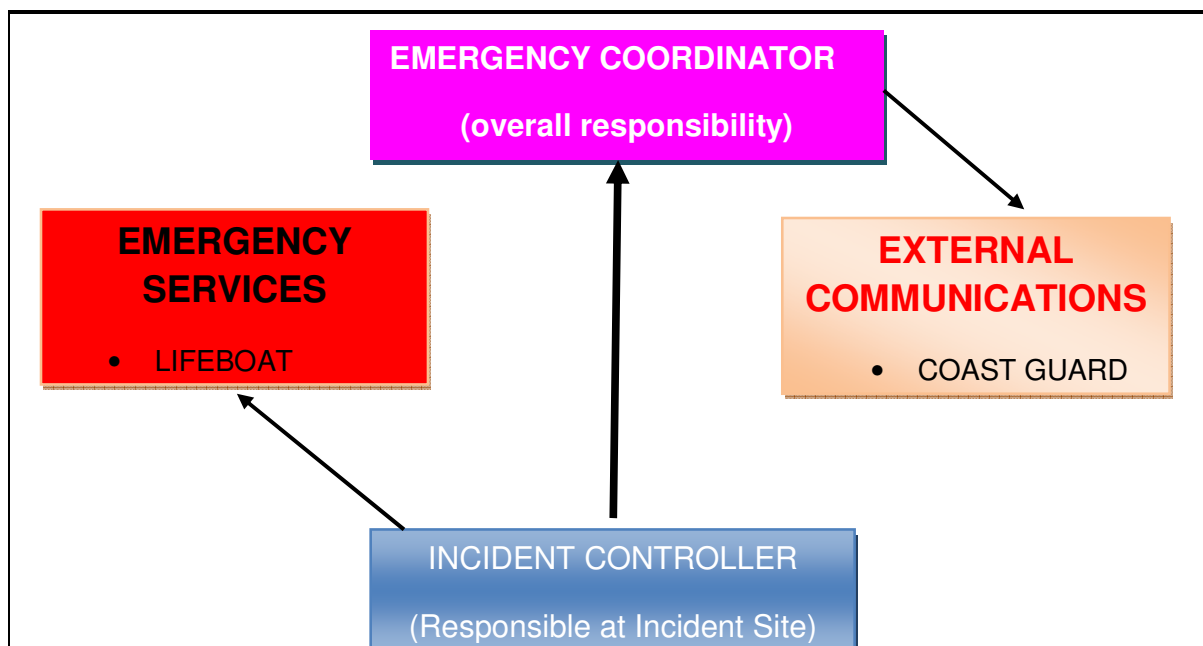 EMERGENCY COORDINATOR
(overall responsibility)
EMERGENCY
SERVICES
• LIFEBOAT
EXTERNAL
COMMUNICATIONS
• COAST GUARD
INCIDENT CONTROLLER
(Responsible at Incident Site)